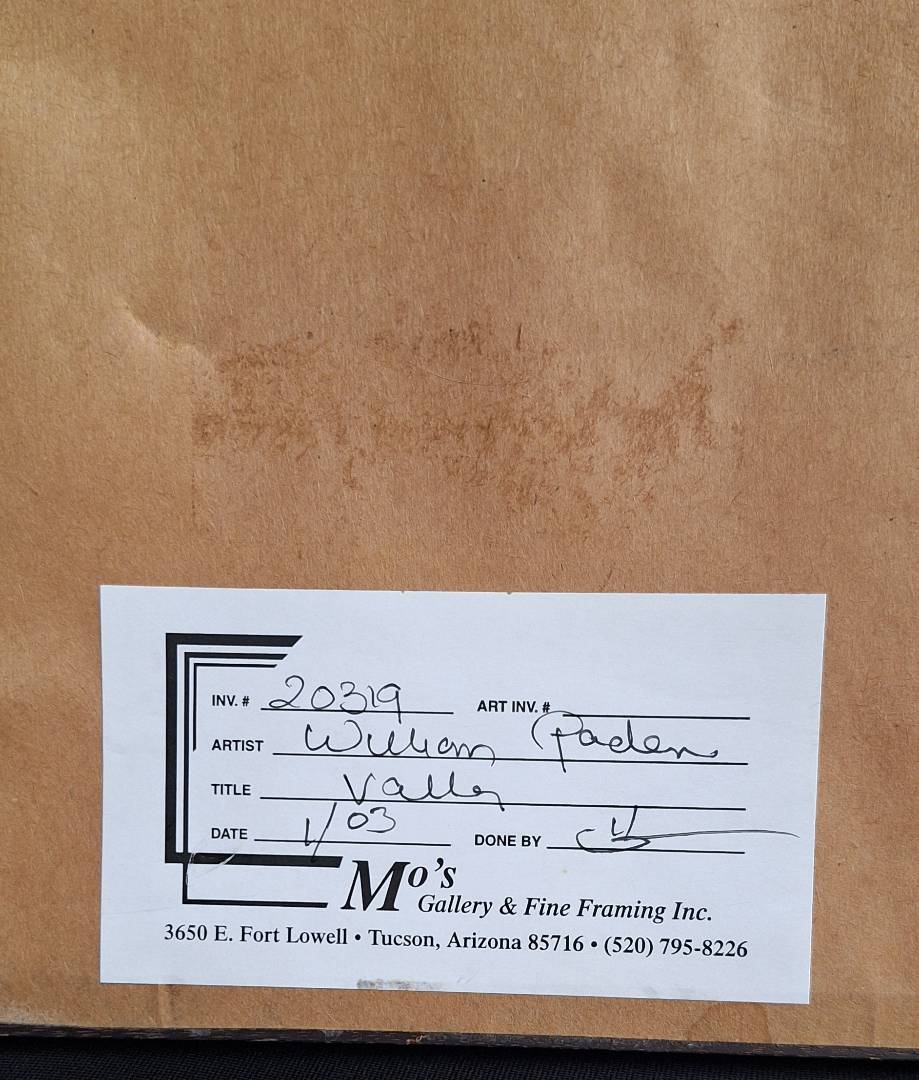 INV. # 20319 ART INV. #
ARTIST William Paden
TITLE Valley
DATE 1/03 DONE BY
Mo's
Gallery & Fine Framing Inc.
3650 E. Fort Lowell • Tucson, Arizona 85716 • (520) 795-8226